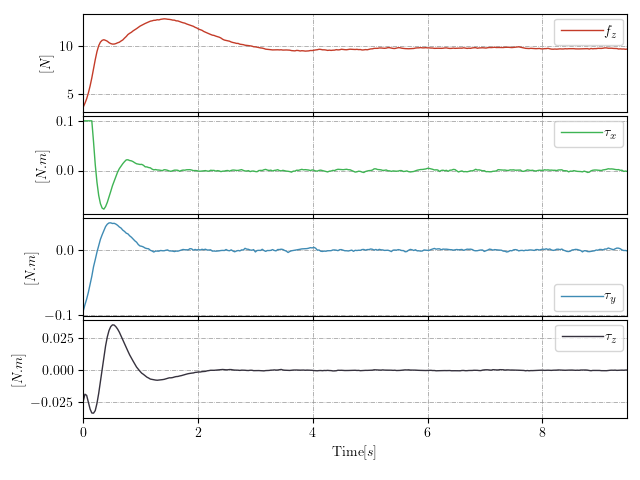 10
5
[N]
f_z
0.1
0.0
[N.m]
τ_x
0.0
−0.1
[N.m]
τ_y
0.025
0.000
−0.025
[N.m]
τ_z
0 2 4 6 8
Time[s]